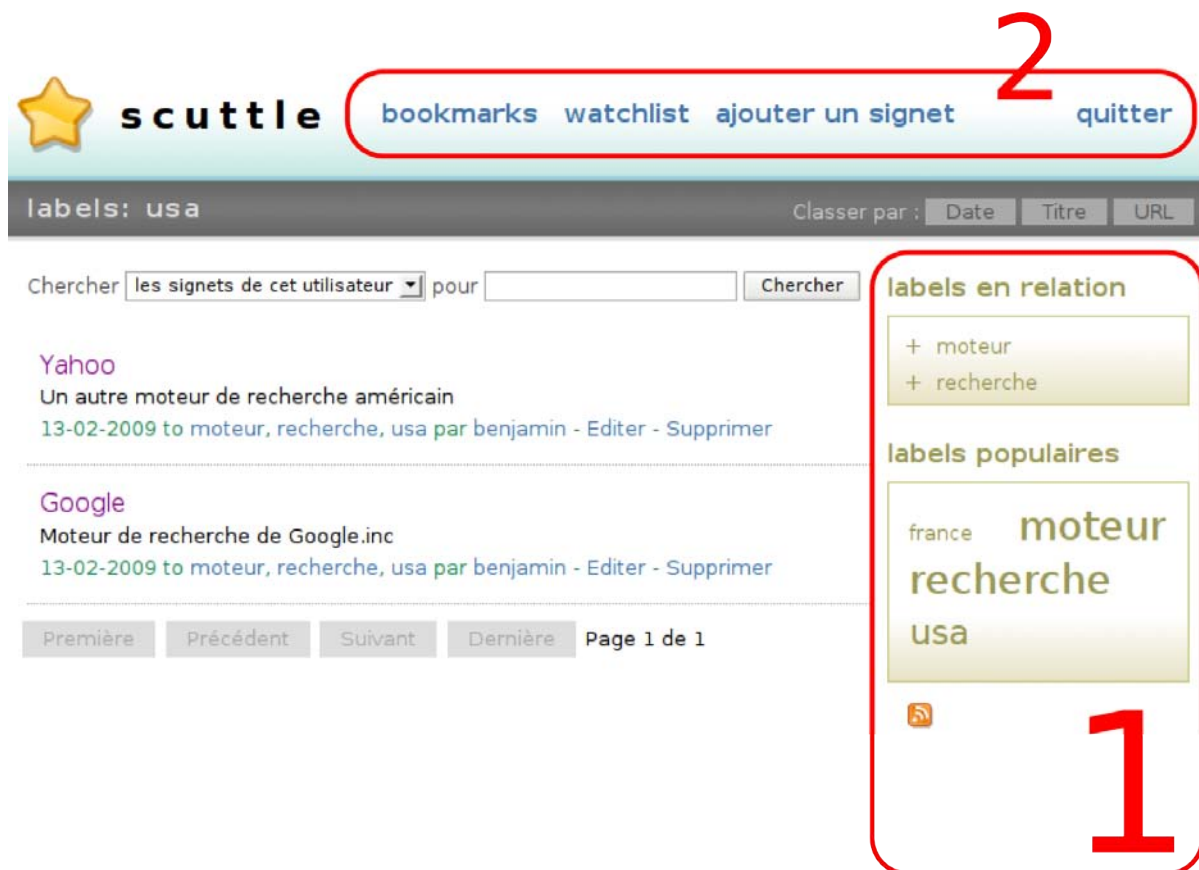 2
scuttle
bookmarks watchlist ajouter un signet quitter
labels: usa
Classer par : Date Titre URL
Chercher les signets de cet utilisateur pour Chercher
Yahoo
Un autre moteur de recherche américain
13-02-2009 to moteur, recherche, usa par benjamin - Editer - Supprimer
Google
Moteur de recherche de Google.inc
13-02-2009 to moteur, recherche, usa par benjamin - Editer - Supprimer
Première Précédent Suivant Dernière Page 1 de 1
labels en relation
+ moteur
+ recherche
labels populaires
france moteur
recherche
usa
1